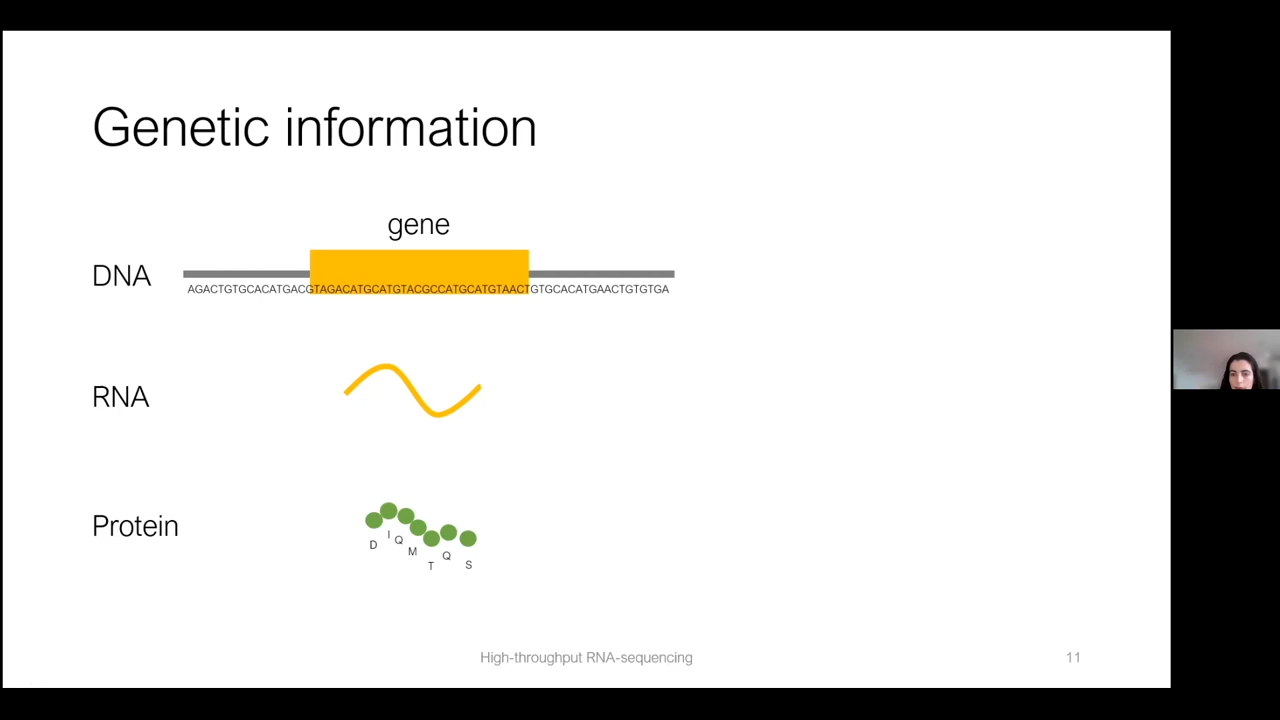 Genetic information
gene
DNA
AGACTGTGCACATGACGTAGACATGCATGTACGCCATGCATGTAACTGTGCACATGAACTGTGTGA
RNA
Protein
D I Q M T Q S
High-throughput RNA-sequencing
11